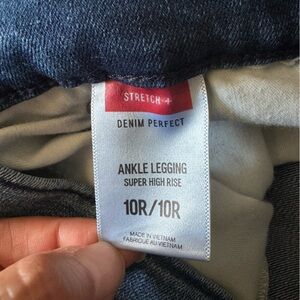 STRETCH +
DENIM PERFECT
ANKLE LEGGING
SUPER HIGH RISE
10R/10R
MADE IN VIETNAM
FABRIQUÉ AU VIETNAM